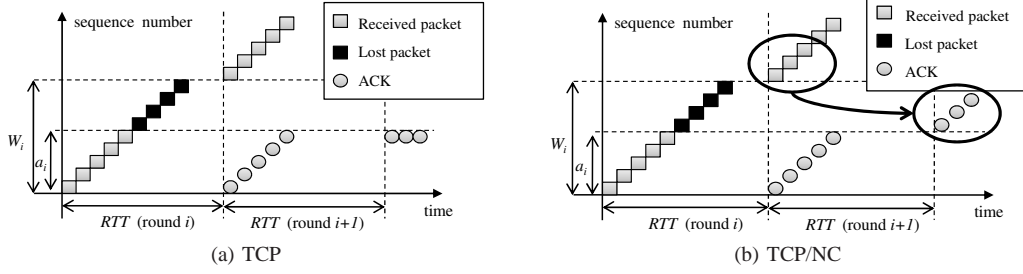 sequence number
Received packet
Lost packet
ACK
W_i
a_i
time
RTT (round i)
RTT (round i+1)
(a) TCP
sequence number
Received packet
Lost packet
ACK
W_i
a_i
time
RTT (round i)
RTT (round i+1)
(b) TCP/NC